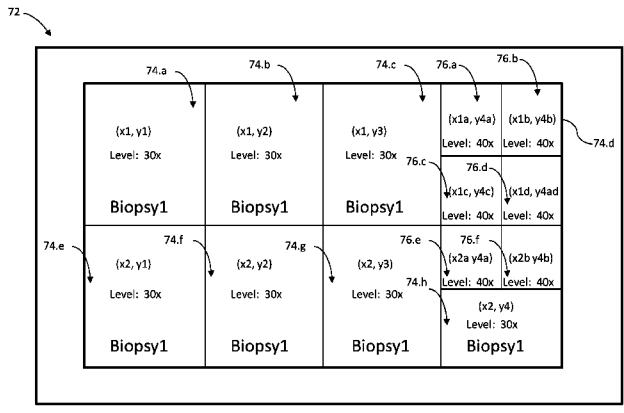 72
74.a
74.b
74.c
76.a
76.b
(x1, y1)
Level: 30x
Biopsy1
(x1, y2)
Level: 30x
Biopsy1
(x1, y3)
Level: 30x
Biopsy1
(x1a, y4a)
Level: 40x
(x1b, y4b)
Level: 40x
74.d
76.c
76.d
(x1c, y4c)
Level: 40x
(x1d, y4ad
Level: 40x
74.e
74.f
74.g
76.e
76.f
(x2, y1)
Level: 30x
Biopsy1
(x2, y2)
Level: 30x
Biopsy1
(x2, y3)
Level: 30x
Biopsy1
(x2a y4a)
Level: 40x
(x2b y4b)
Level: 40x
74.h
(x2, y4)
Level: 30x
Biopsy1